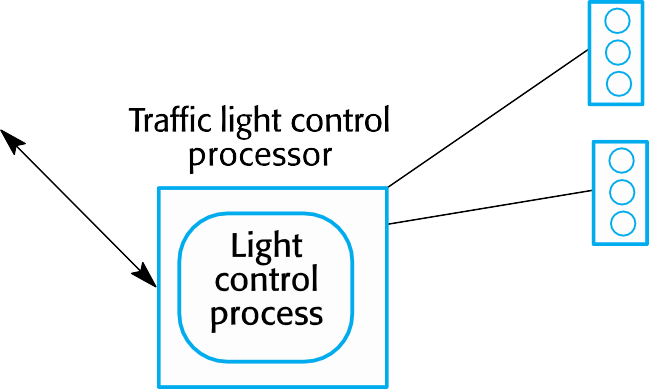 Traffic light control
processor
Light
control
process